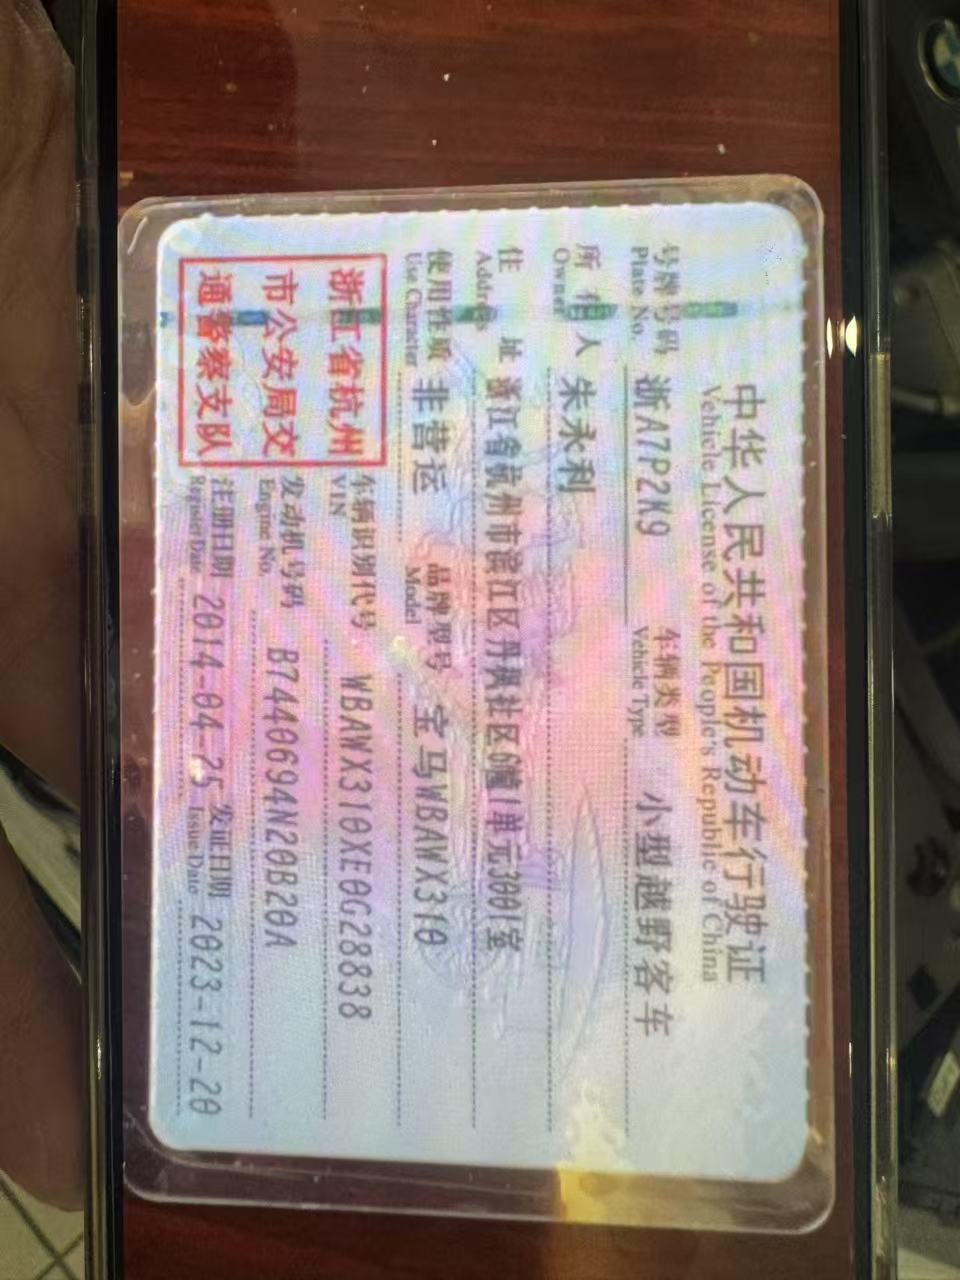 中华人民共和国机动车行驶证
Vehicle License of the People's Republic of China
号牌号码 浙A7P2K9 车辆类型 小型越野客车
Plate No. Vehicle Type
所有人 朱永利
Owner
住址 浙江省杭州市滨江区丹枫社区6幢1单元3001室
Address
使用性质 非营运 品牌型号 宝马WBAWX310
Use Character Model
浙江省杭州
市公安局交
通警察支队
车辆识别代号 WBAWX310XE0G28838
VIN
发动机号码 B7440694N20B20A
Engine No.
注册日期 2014-04-25 发证日期 2023-12-20
Register Date Issue Date